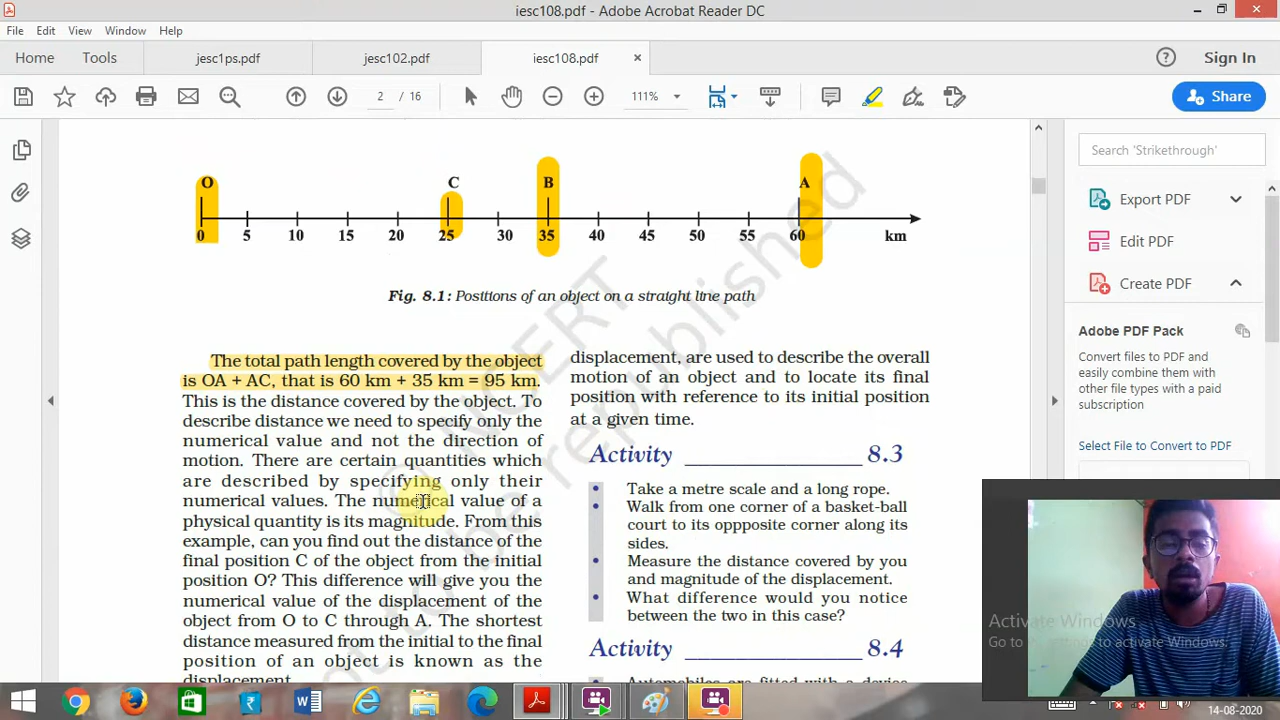 iesc108.pdf - Adobe Acrobat Reader DC
File Edit View Window Help
Home Tools jesc1ps.pdf jesc102.pdf iesc108.pdf × Sign In
2 / 16 111% Share
O C B A
0 5 10 15 20 25 30 35 40 45 50 55 60 km
Fig. 8.1: Positions of an object on a straight line path
The total path length covered by the object
is OA + AC, that is 60 km + 35 km = 95 km.
This is the distance covered by the object. To
describe distance we need to specify only the
numerical value and not the direction of
motion. There are certain quantities which
are described by specifying only their
numerical values. The numerical value of a
physical quantity is its magnitude. From this
example, can you find out the distance of the
final position C of the object from the initial
position O? This difference will give you the
numerical value of the displacement of the
object from O to C through A. The shortest
distance measured from the initial to the final
position of an object is known as the
displacement.
displacement, are used to describe the overall
motion of an object and to locate its final
position with reference to its initial position
at a given time.
Activity ______________ 8.3
• Take a metre scale and a long rope.
• Walk from one corner of a basket-ball
court to its oppposite corner along its
sides.
• Measure the distance covered by you
and magnitude of the displacement.
• What difference would you notice
between the two in this case?
Activity ______________ 8.4
Automobiles are fitted with a device
© NCERT
not to be republished
Search 'Strikethrough'
Export PDF
Edit PDF
Create PDF
Adobe PDF Pack
Convert files to PDF and
easily combine them with
other file types with a paid
subscription
Select File to Convert to PDF
Activate Windows
14-08-2020